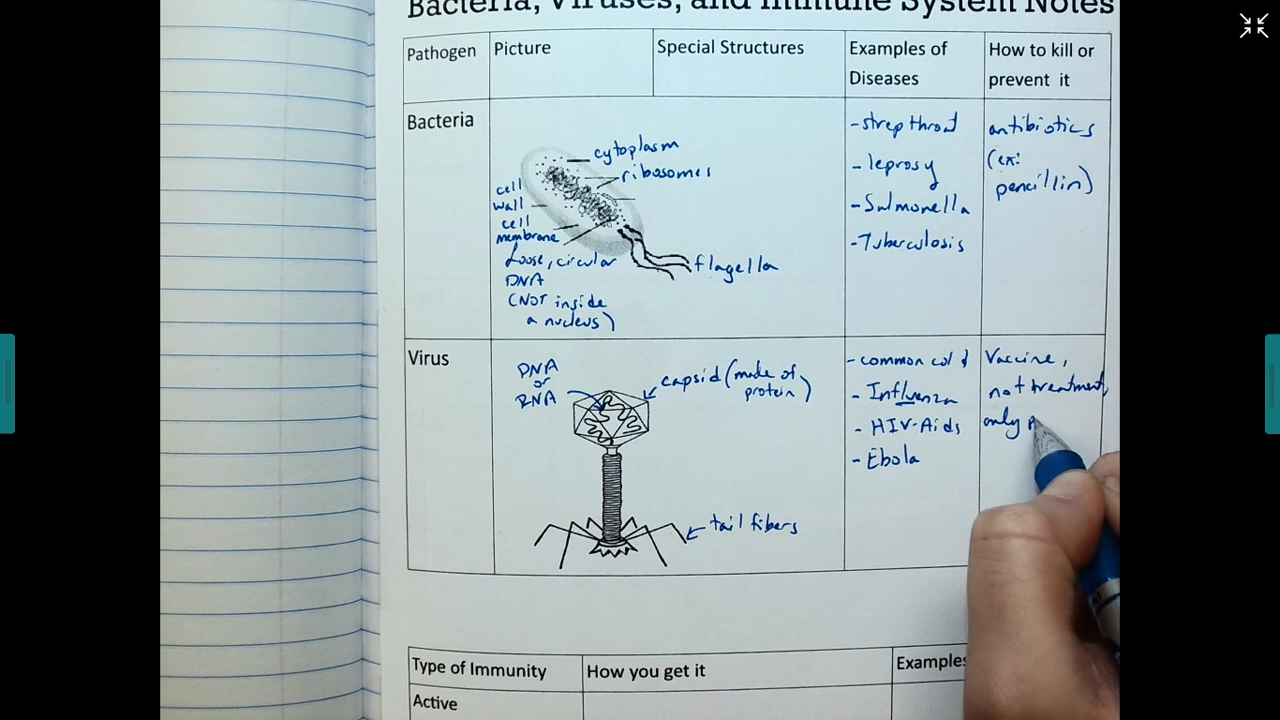 Bacteria, Viruses, and Immune System Notes
Pathogen
Picture
Special Structures
Examples of
Diseases
How to kill or
prevent it
Bacteria
cytoplasm
ribosomes
cell
wall
cell
membrane
Loose, circular
DNA
(NOT inside
a nucleus)
flagella
-strep throat
-leprosy
-Salmonella
-Tuberculosis
antibiotics
(ex:
pencillin)
Virus
DNA
or
RNA
capsid (made of
protein)
tail fibers
-common cold
- Influenza
- HIV-Aids
- Ebola
Vaccine,
not treatment,
only
Type of Immunity
How you get it
Examples
Active